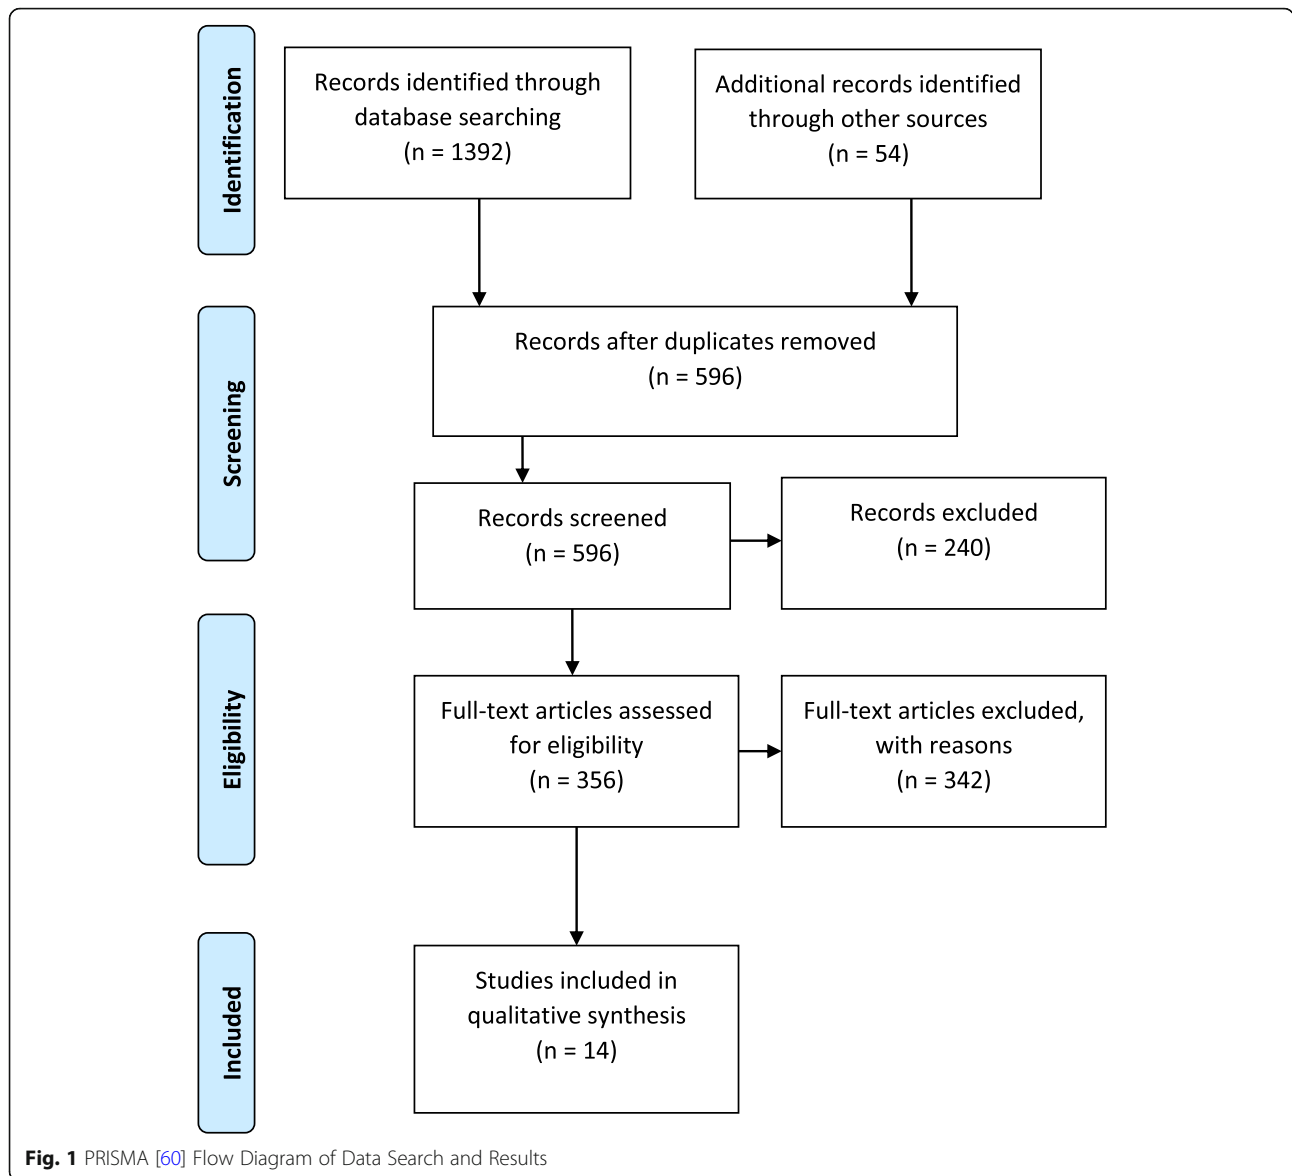 Identification
Records identified through
database searching
(n = 1392)
Additional records identified
through other sources
(n = 54)
Screening
Records after duplicates removed
(n = 596)
Records screened
(n = 596)
Records excluded
(n = 240)
Eligibility
Full-text articles assessed
for eligibility
(n = 356)
Full-text articles excluded,
with reasons
(n = 342)
Included
Studies included in
qualitative synthesis
(n = 14)
Fig. 1 PRISMA [60] Flow Diagram of Data Search and Results